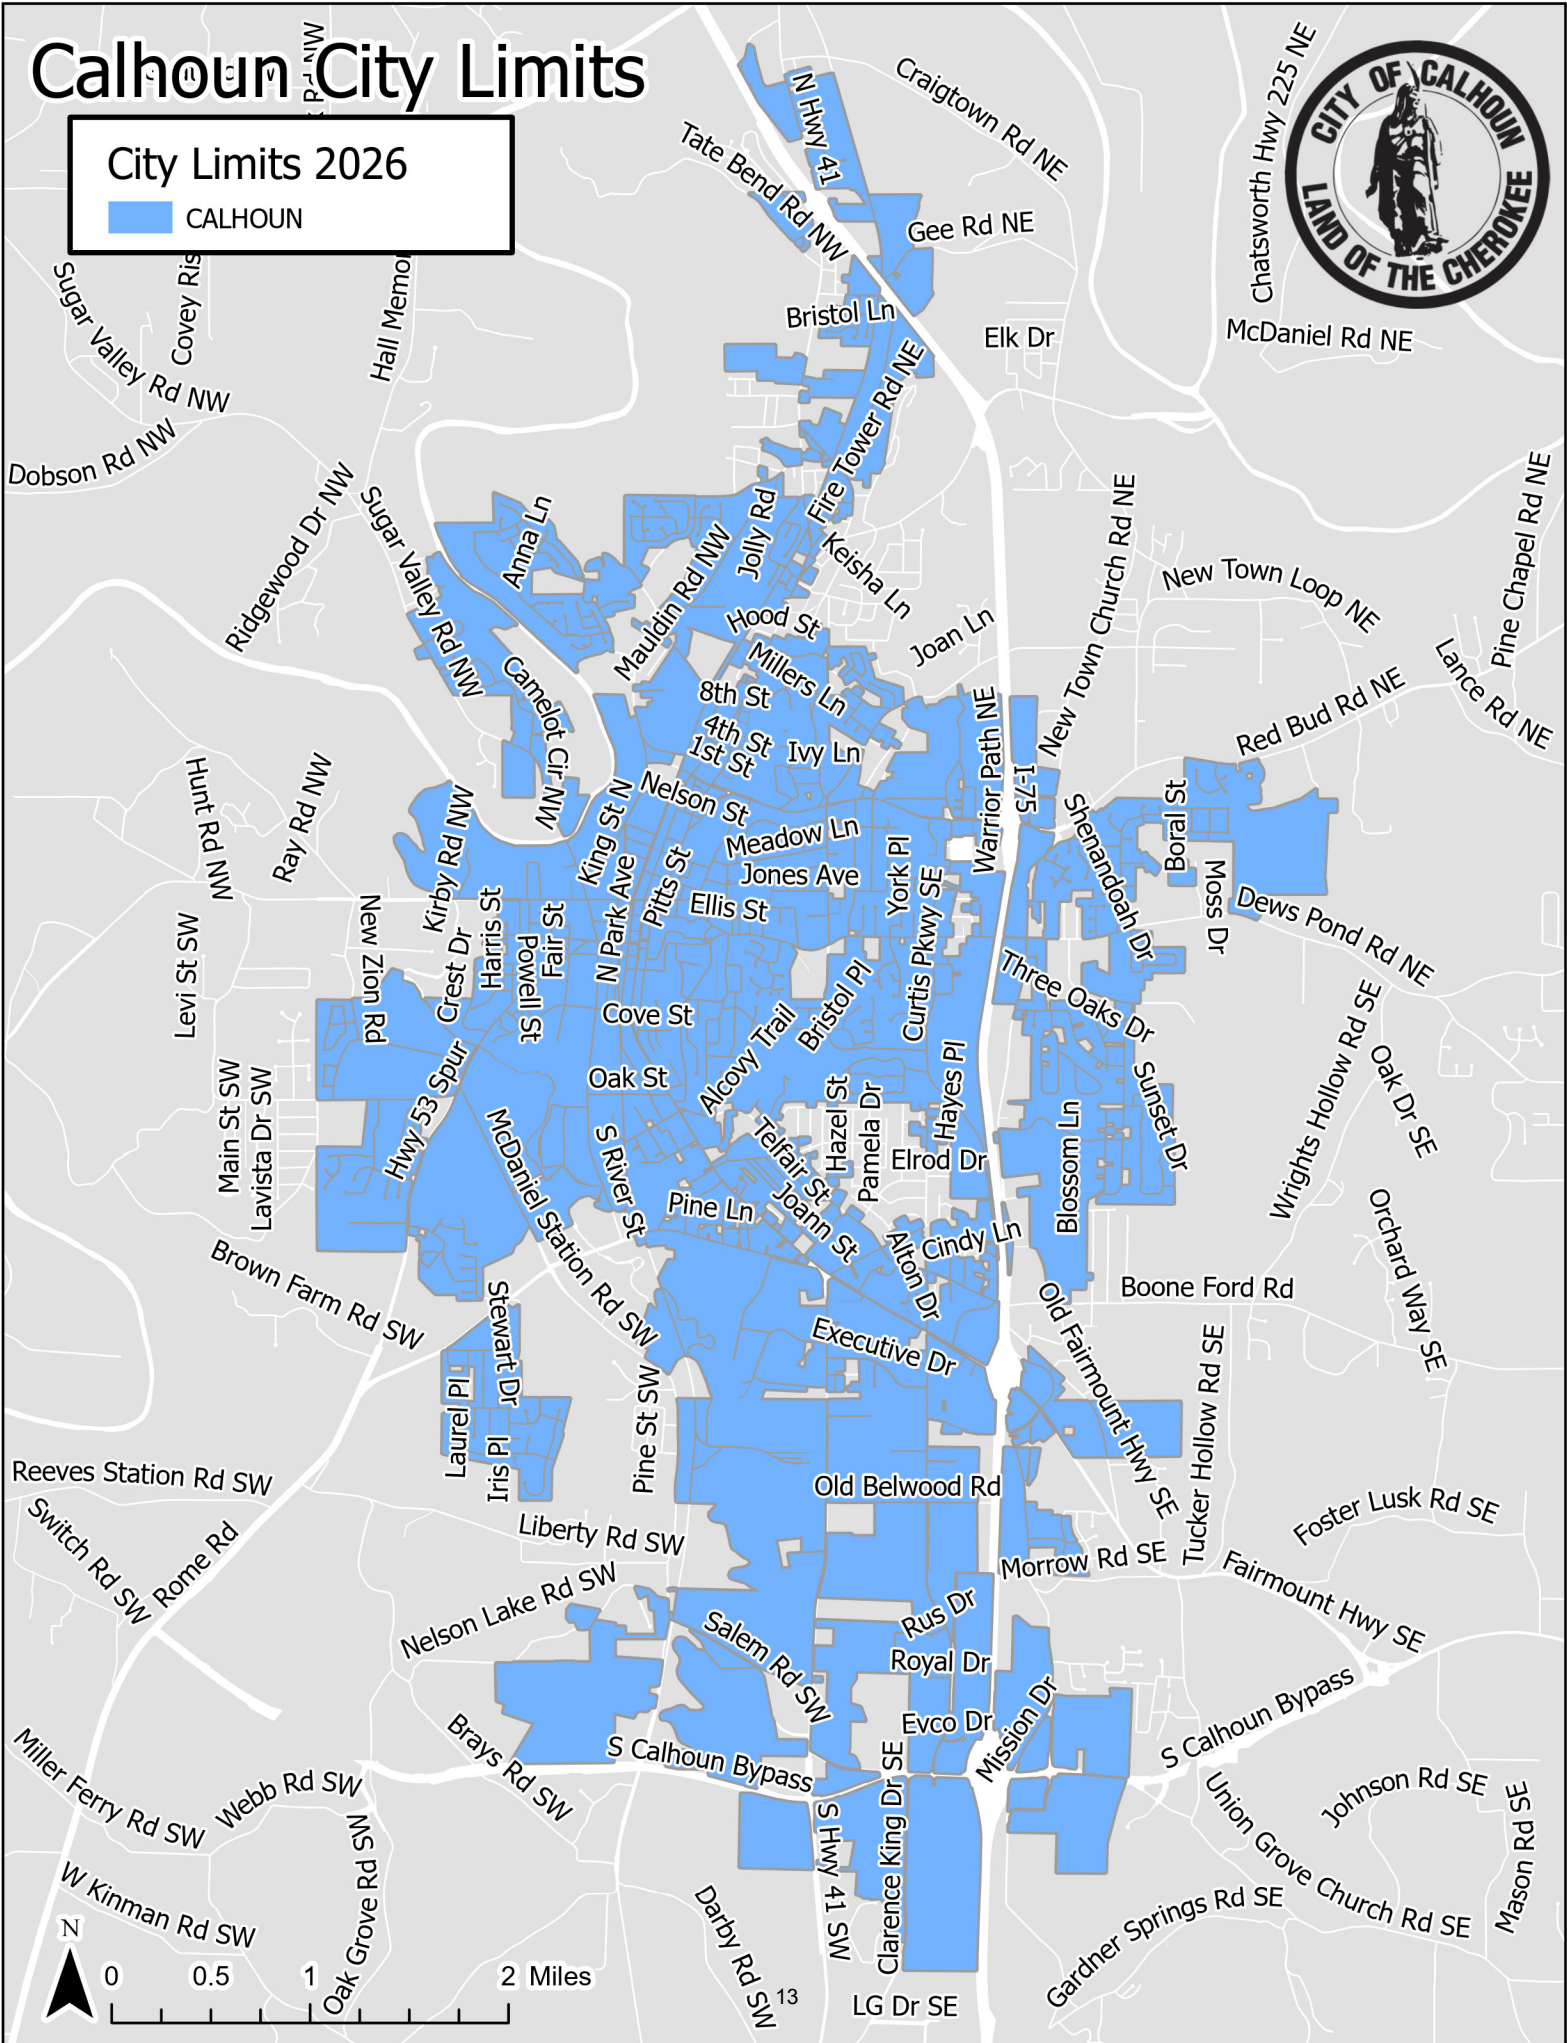 Calhoun City Limits
City Limits 2026
CALHOUN
CITY OF CALHOUN
LAND OF THE CHEROKEE
N Hwy 41
Craigtown Rd NE
Chatsworth Hwy 225 NE
Tate Bend Rd NW
Gee Rd NE
Sugar Valley Rd NW
Bristol Ln
Elk Dr
McDaniel Rd NE
Dobson Rd NW
Fire Tower Rd NE
Ridgewood Dr NW
Sugar Valley Rd NW
Anna Ln
Jolly Rd
Mauldin Rd NW
Keisha Ln
New Town Church Rd NE
New Town Loop NE
Pine Chapel Rd NE
Hood St
Joan Ln
Millers Ln
Lance Rd NE
Camelot Cir NW
8th St
4th St
1st St
Ivy Ln
Warrior Path NE
I-75
Red Bud Rd NE
Hunt Rd NW
Ray Rd NW
Kirby Rd NW
King St N
Nelson St
Meadow Ln
Jones Ave
York Pl
Shenandoah Dr
Boral St
Moss Dr
Dews Pond Rd NE
Levi St SW
New Zion Rd
Crest Dr
Harris St
Powell St
Fair St
N Park Ave
Pitts St
Ellis St
Curtis Pkwy SE
Three Oaks Dr
Cove St
Bristol Pl
Alcovy Trail
Oak St
Hayes Pl
Wrights Hollow Rd SE
Oak Dr SE
Main St SW
Lavista Dr SW
Hwy 53 Spur
McDaniel Station Rd SW
S River St
Telfair St
Hazel St
Pamela Dr
Elrod Dr
Blossom Ln
Sunset Dr
Pine Ln
Joann St
Alton Dr
Cindy Ln
Orchard Way SE
Brown Farm Rd SW
Stewart Dr
Boone Ford Rd
Old Fairmount Hwy SE
Executive Dr
Tucker Hollow Rd SE
Laurel Pl
Iris Pl
Pine St SW
Reeves Station Rd SW
Old Belwood Rd
Switch Rd SW
Rome Rd
Liberty Rd SW
Foster Lusk Rd SE
Morrow Rd SE
Fairmount Hwy SE
Nelson Lake Rd SW
Rus Dr
Salem Rd SW
Royal Dr
Evco Dr
Mission Dr
S Calhoun Bypass
Miller Ferry Rd SW
Webb Rd SW
Brays Rd SW
S Calhoun Bypass
Union Grove Church Rd SE
Johnson Rd SE
Mason Rd SE
W Kinman Rd SW
Oak Grove Rd SW
S Hwy 41 SW
Clarence King Dr SE
Darby Rd SW
Gardner Springs Rd SE
N
0 0.5 1 2 Miles
13
LG Dr SE